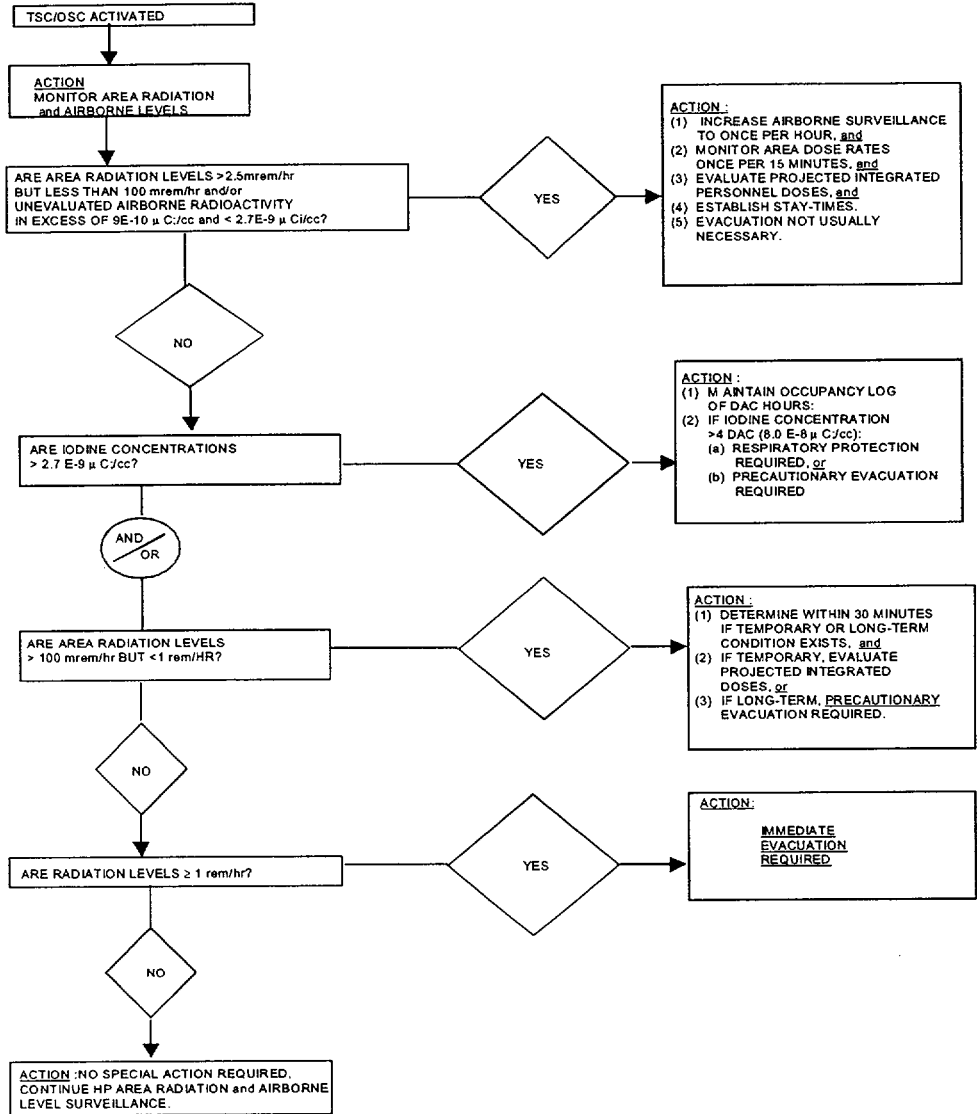 TSC/OSC ACTIVATED
ACTION
MONITOR AREA RADIATION
and AIRBORNE LEVELS
ARE AREA RADIATION LEVELS >2.5mrem/hr
BUT LESS THAN 100 mrem/hr and/or
UNEVALUATED AIRBORNE RADIOACTIVITY
IN EXCESS OF 9E-10 μ C:/cc and < 2.7E-9 μ Ci/cc?
YES
ACTION :
(1) INCREASE AIRBORNE SURVEILLANCE
TO ONCE PER HOUR, and
(2) MONITOR AREA DOSE RATES
ONCE PER 15 MINUTES, and
(3) EVALUATE PROJECTED INTEGRATED
PERSONNEL DOSES, and
(4) ESTABLISH STAY-TIMES.
(5) EVACUATION NOT USUALLY
NECESSARY.
NO
ARE IODINE CONCENTRATIONS
> 2.7 E-9 μ C:/cc?
YES
ACTION :
(1) M AINTAIN OCCUPANCY LOG
OF DAC HOURS:
(2) IF IODINE CONCENTRATION
>4 DAC (8.0 E-8 μ C:/cc):
(a) RESPIRATORY PROTECTION
REQUIRED, or
(b) PRECAUTIONARY EVACUATION
REQUIRED
AND
OR
ARE AREA RADIATION LEVELS
> 100 mrem/hr BUT <1 rem/HR?
YES
ACTION :
(1) DETERMINE WITHIN 30 MINUTES
IF TEMPORARY OR LONG-TERM
CONDITION EXISTS, and
(2) IF TEMPORARY, EVALUATE
PROJECTED INTEGRATED
DOSES, or
(3) IF LONG-TERM, PRECAUTIONARY
EVACUATION REQUIRED.
NO
ARE RADIATION LEVELS ≥ 1 rem/hr?
YES
ACTION:
IMMEDIATE
EVACUATION
REQUIRED
NO
ACTION :NO SPECIAL ACTION REQUIRED,
CONTINUE HP AREA RADIATION and AIRBORNE
LEVEL SURVEILLANCE.